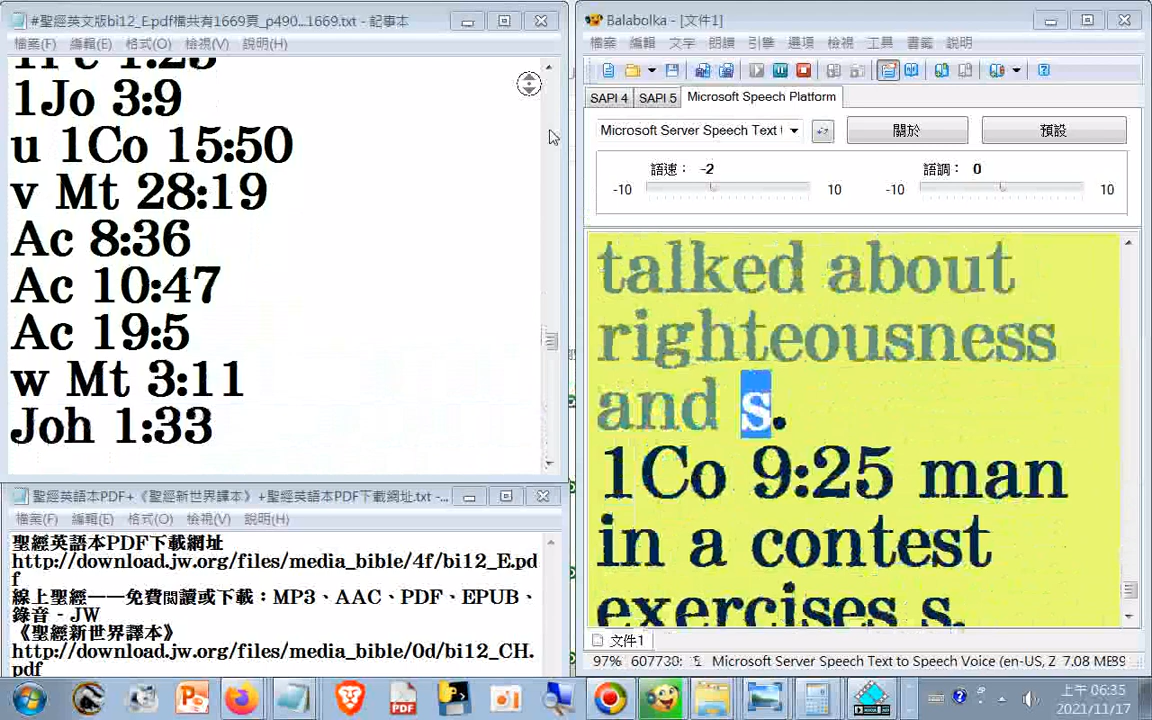 #聖經英文版bi12_E.pdf檔共有1669頁_p490...1669.txt - 記事本
檔案(F) 編輯(E) 格式(O) 檢視(V) 說明(H)
1Jo 3:9
u 1Co 15:50
v Mt 28:19
Ac 8:36
Ac 10:47
Ac 19:5
w Mt 3:11
Joh 1:33
聖經英語本PDF+《聖經新世界譯本》+聖經英語本PDF下載網址.txt -...
檔案(F) 編輯(E) 格式(O) 檢視(V) 說明(H)
聖經英語本PDF下載網址
http://download.jw.org/files/media_bible/4f/bi12_E.pd
f
線上聖經——免費閱讀或下載：MP3、AAC、PDF、EPUB、
錄音 - JW
《聖經新世界譯本》
http://download.jw.org/files/media_bible/0d/bi12_CH.
pdf
Balabolka - [文件1]
檔案 編輯 文字 朗讀 引擎 選項 檢視 工具 書籤 說明
SAPI 4 SAPI 5 Microsoft Speech Platform
Microsoft Server Speech Text 關於 預設
語速： -2 語調： 0
-10 10 -10 10
talked about
righteousness
and s.
1Co 9:25 man
in a contest
exercises s.
文件1
97% Microsoft Server Speech Text to Speech Voice (en-US, Z 7.08 MB
上午 06:35
2021/11/17